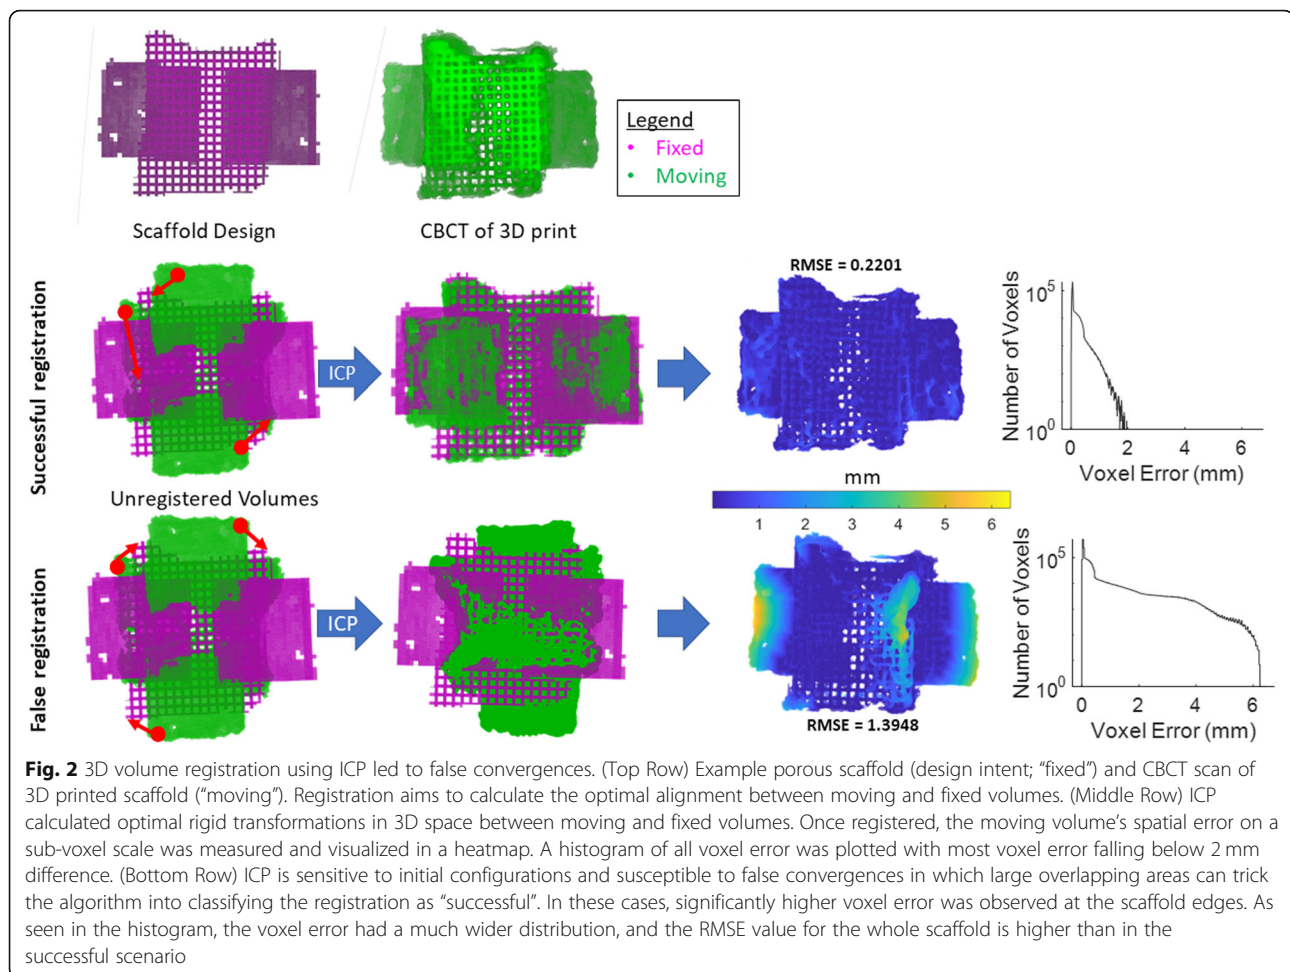 Legend
• Fixed
• Moving
Scaffold Design
CBCT of 3D print
Successful registration
ICP
RMSE = 0.2201
Number of Voxels
10^5
10^0
0 2 4 6
Voxel Error (mm)
Unregistered Volumes
mm
1 2 3 4 5 6
False registration
ICP
RMSE = 1.3948
Number of Voxels
10^5
10^0
0 2 4 6
Voxel Error (mm)
Fig. 2 3D volume registration using ICP led to false convergences. (Top Row) Example porous scaffold (design intent; “fixed”) and CBCT scan of
3D printed scaffold (“moving”). Registration aims to calculate the optimal alignment between moving and fixed volumes. (Middle Row) ICP
calculated optimal rigid transformations in 3D space between moving and fixed volumes. Once registered, the moving volume’s spatial error on a
sub-voxel scale was measured and visualized in a heatmap. A histogram of all voxel error was plotted with most voxel error falling below 2 mm
difference. (Bottom Row) ICP is sensitive to initial configurations and susceptible to false convergences in which large overlapping areas can trick
the algorithm into classifying the registration as “successful”. In these cases, significantly higher voxel error was observed at the scaffold edges. As
seen in the histogram, the voxel error had a much wider distribution, and the RMSE value for the whole scaffold is higher than in the
successful scenario